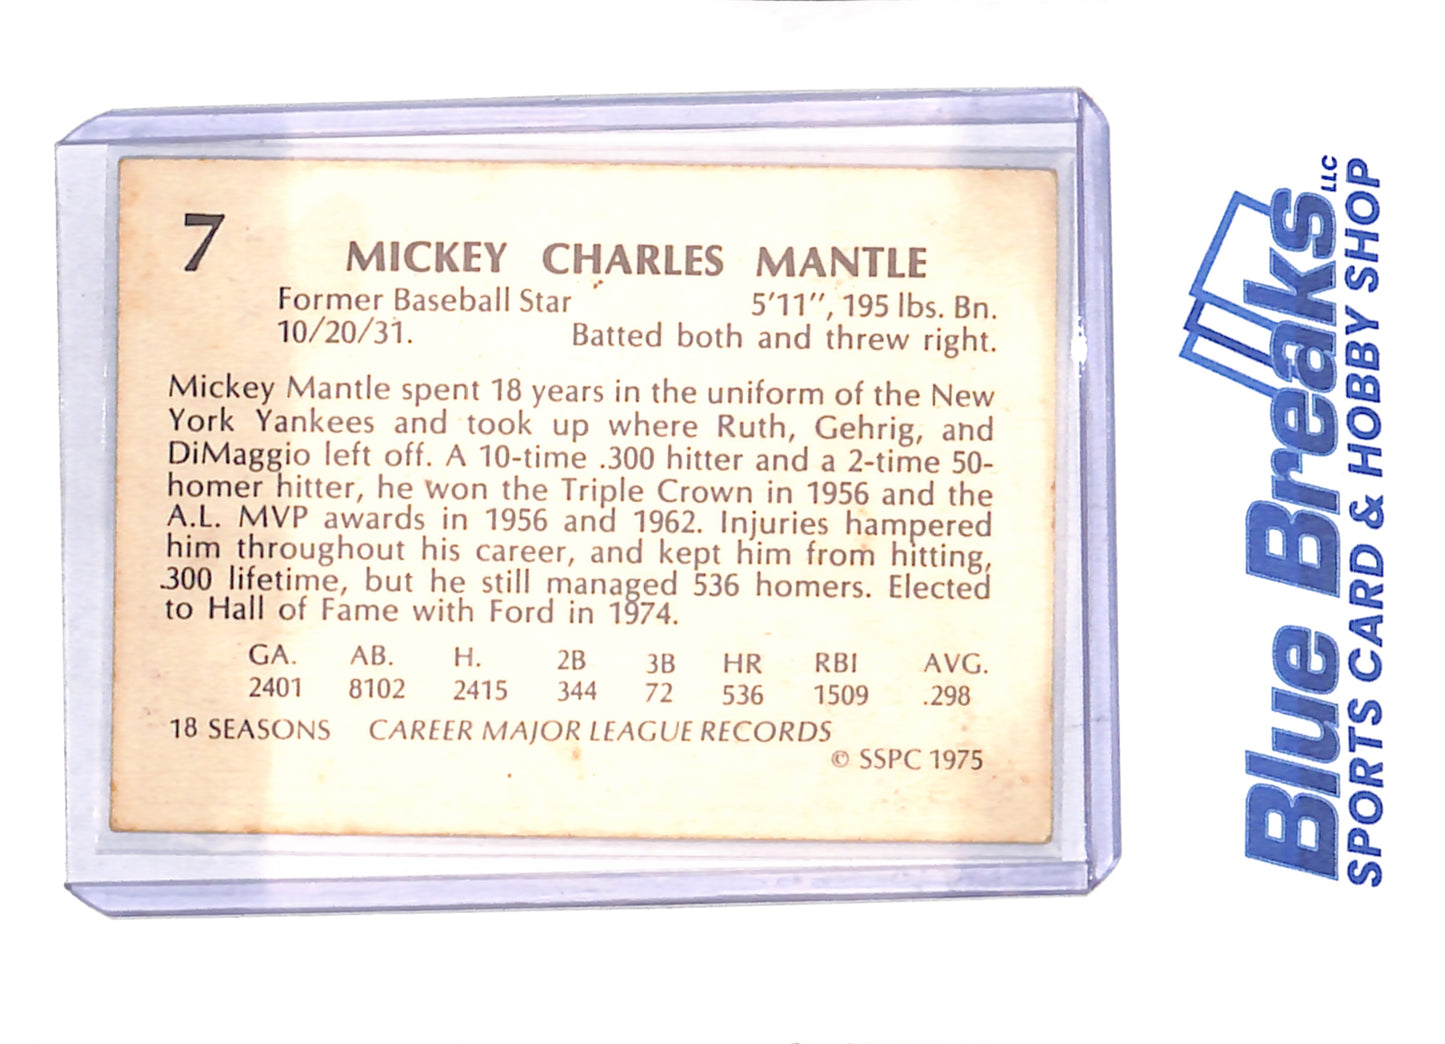 7
MICKEY CHARLES MANTLE
Former Baseball Star 5'11", 195 lbs. Bn.
10/20/31. Batted both and threw right.
Mickey Mantle spent 18 years in the uniform of the New
York Yankees and took up where Ruth, Gehrig, and
DiMaggio left off. A 10-time .300 hitter and a 2-time 50-
homer hitter, he won the Triple Crown in 1956 and the
A.L. MVP awards in 1956 and 1962. Injuries hampered
him throughout his career, and kept him from hitting,
.300 lifetime, but he still managed 536 homers. Elected
to Hall of Fame with Ford in 1974.
GA. AB. H. 2B 3B HR RBI AVG.
2401 8102 2415 344 72 536 1509 .298
18 SEASONS CAREER MAJOR LEAGUE RECORDS
© SSPC 1975
Blue Breaks LLC
SPORTS CARD & HOBBY SHOP